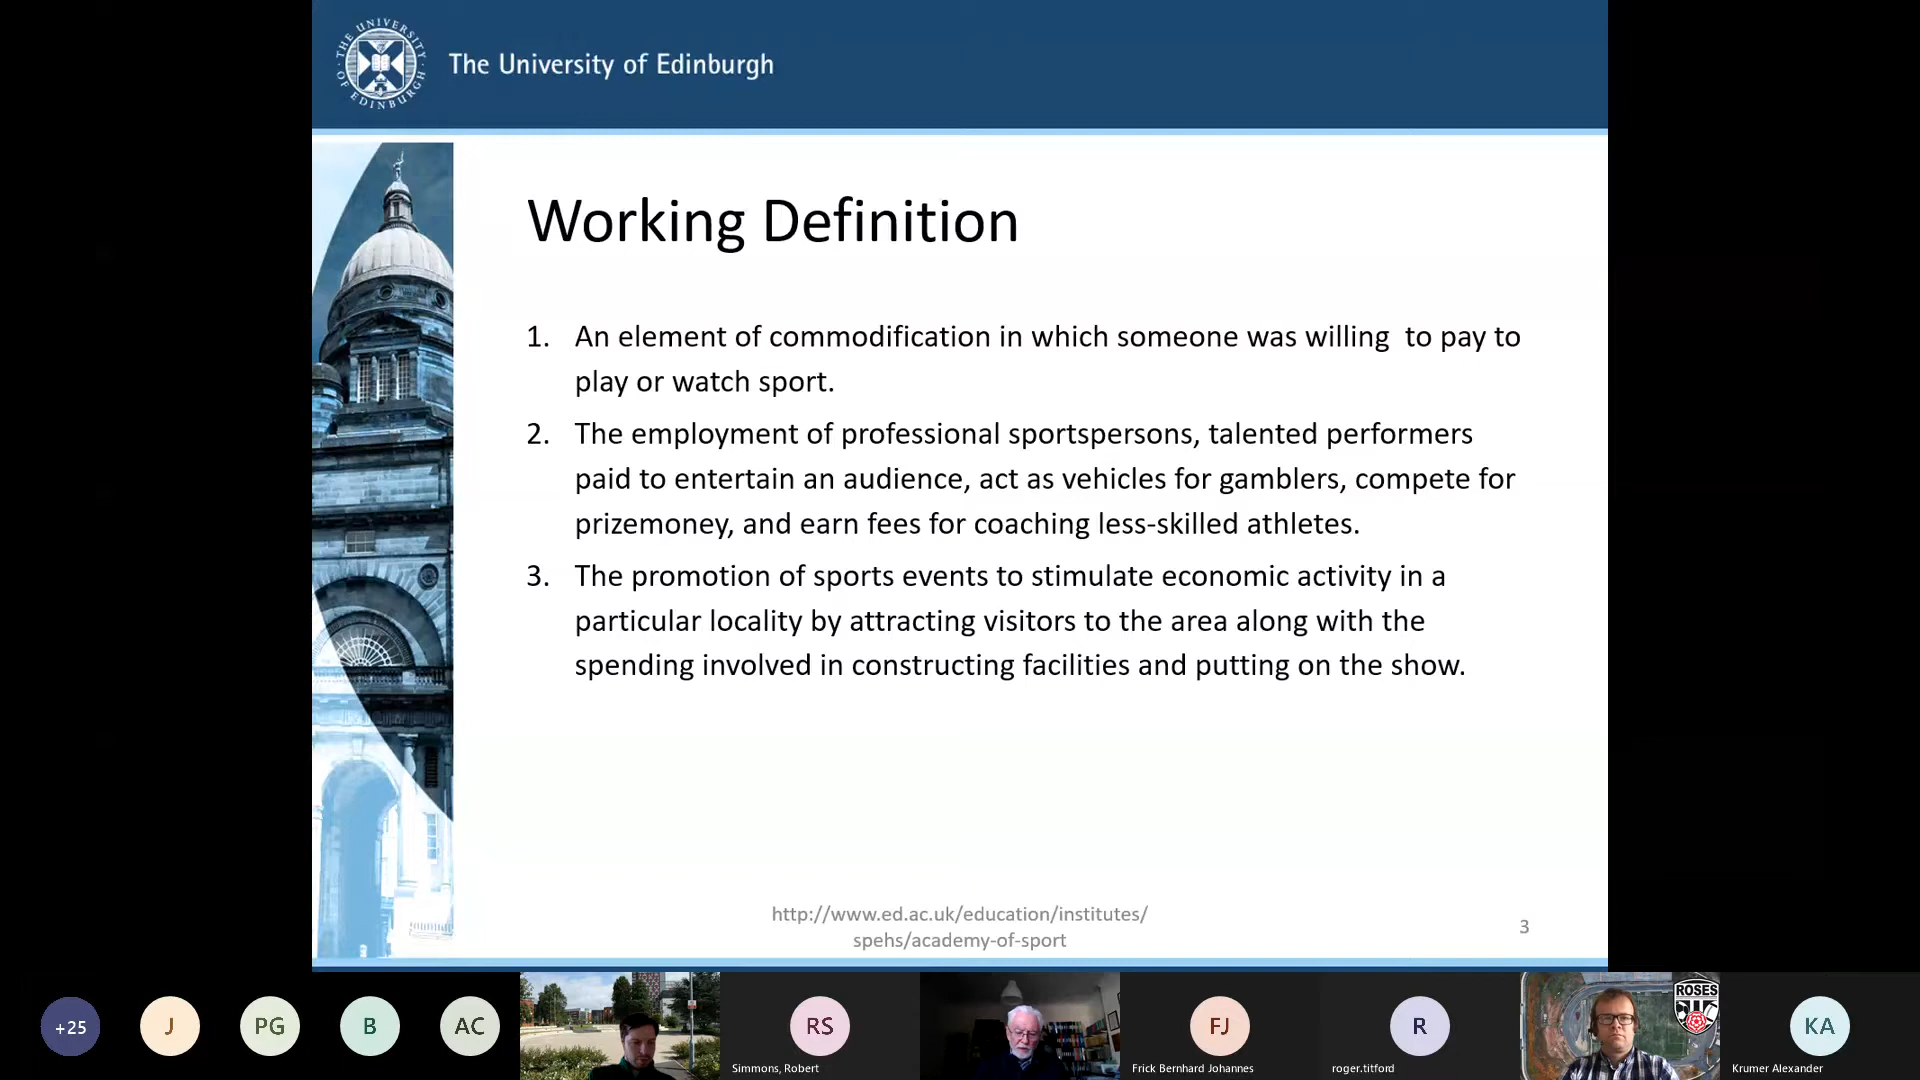 THE UNIVERSITY OF EDINBURGH
The University of Edinburgh
Working Definition
1. An element of commodification in which someone was willing  to pay to
play or watch sport.
2. The employment of professional sportspersons, talented performers
paid to entertain an audience, act as vehicles for gamblers, compete for
prizemoney, and earn fees for coaching less-skilled athletes.
3. The promotion of sports events to stimulate economic activity in a
particular locality by attracting visitors to the area along with the
spending involved in constructing facilities and putting on the show.
http://www.ed.ac.uk/education/institutes/
spehs/academy-of-sport
3
+25
J
PG
B
AC
RS
Simmons, Robert
FJ
Frick Bernhard Johannes
R
roger.titford
ROSES
KA
Krumer Alexander